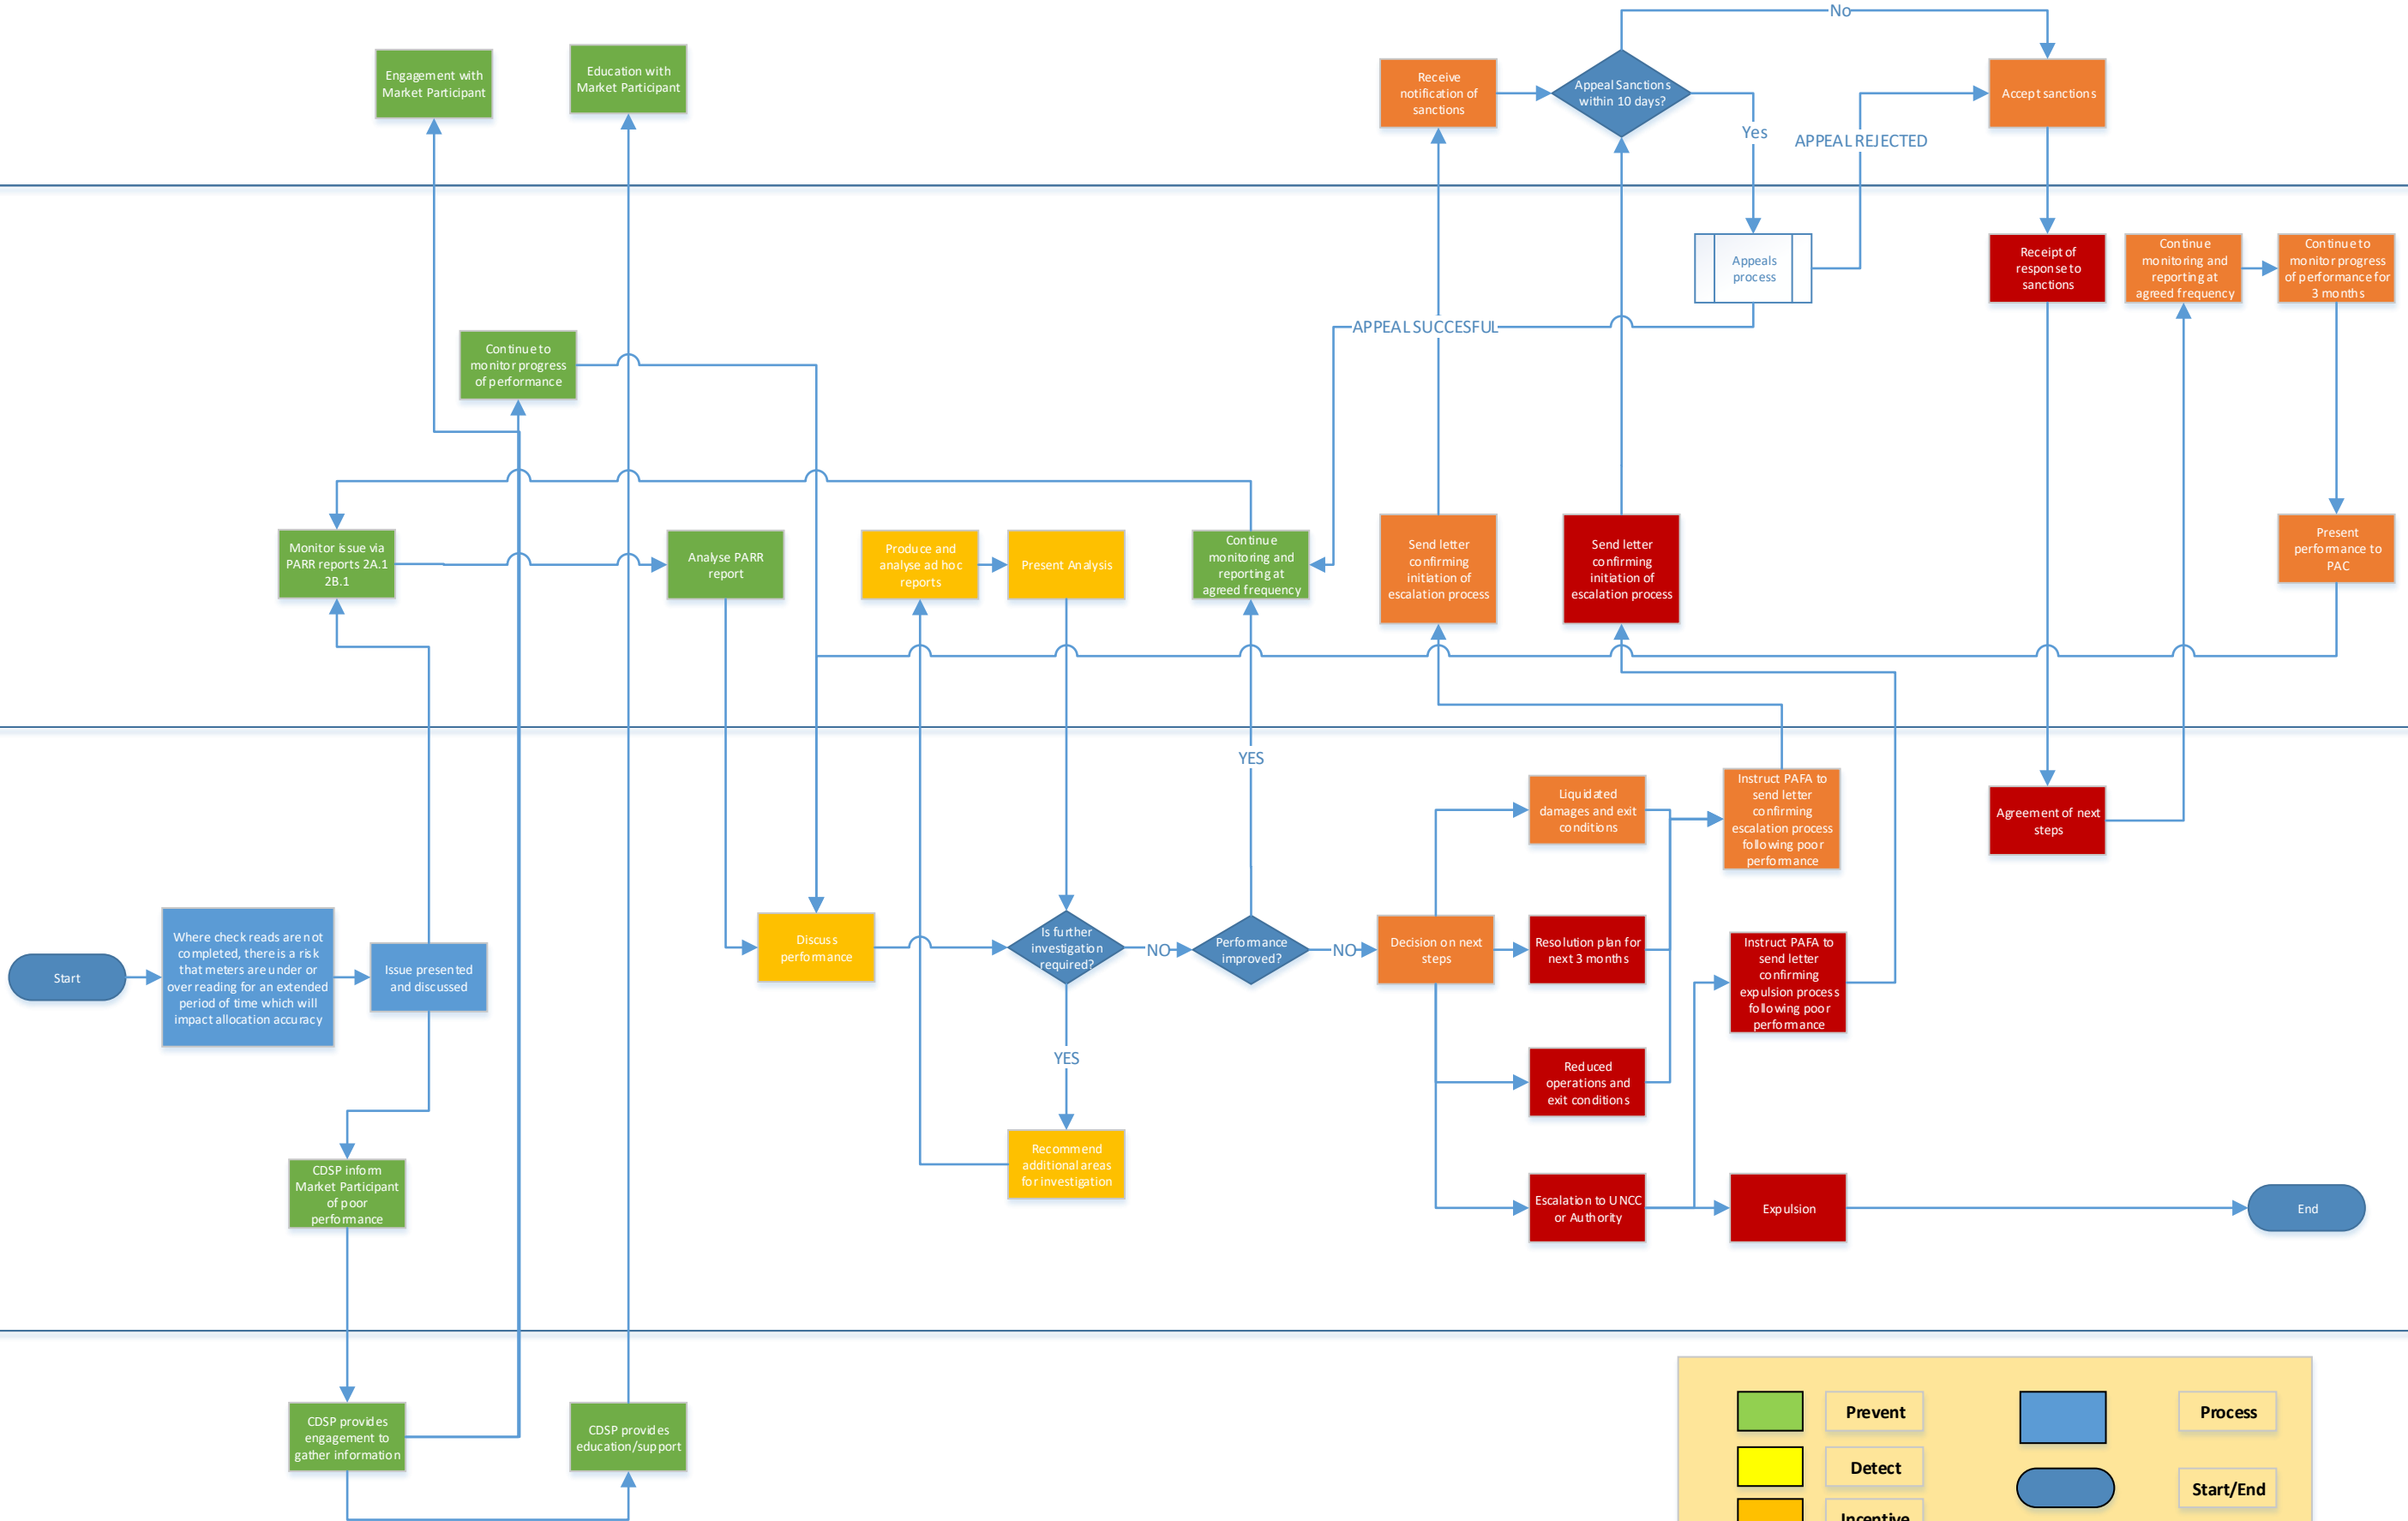 No
Engagement with
Market Participant
Education with
Market Participant
Receive
notification of
sanctions
Appeal Sanctions
within 10 days?
Accept sanctions
Yes
APPEAL REJECTED
Appeals
process
Receipt of
response to
sanctions
Continue
monitoring and
reporting at
agreed frequency
Continue to
monitor progress
of performance for
3 months
APPEAL SUCCESFUL
Continue to
monitor progress
of performance
Monitor issue via
PARR reports 2A.1
2B.1
Analyse PARR
report
Produce and
analyse ad hoc
reports
Present Analysis
Continue
monitoring and
reporting at
agreed frequency
Send letter
confirming
initiation of
escalation process
Send letter
confirming
initiation of
escalation process
Present
performance to
PAC
YES
Liquidated
damages and exit
conditions
Instruct PAFA to
send letter
confirming
escalation process
following poor
performance
Agreement of next
steps
Start
Where check reads are not
completed, there is a risk
that meters are under or
over reading for an extended
period of time which will
impact allocation accuracy
Issue presented
and discussed
Discuss
performance
Is further
investigation
required?
NO
Performance
improved?
NO
Decision on next
steps
Resolution plan for
next 3 months
Instruct PAFA to
send letter
confirming
expulsion process
following poor
performance
YES
Reduced
operations and
exit conditions
CDSP inform
Market Participant
of poor
performance
Recommend
additional areas
for investigation
Escalation to UNCC
or Authority
Expulsion
End
CDSP provides
engagement to
gather information
CDSP provides
education/support
Prevent
Process
Detect
Start/End
Incentive